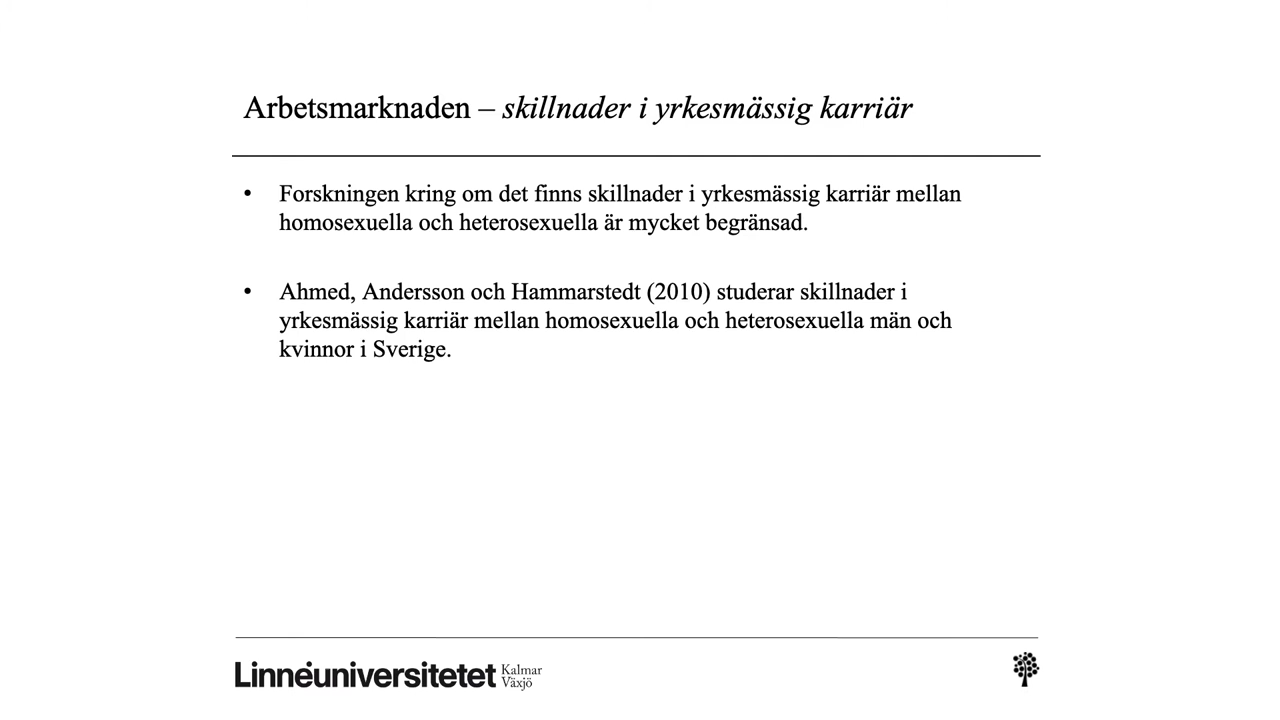 Arbetsmarknaden – skillnader i yrkesmässig karriär
• Forskningen kring om det finns skillnader i yrkesmässig karriär mellan
homosexuella och heterosexuella är mycket begränsad.
• Ahmed, Andersson och Hammarstedt (2010) studerar skillnader i
yrkesmässig karriär mellan homosexuella och heterosexuella män och
kvinnor i Sverige.
Linnéuniversitetet Kalmar
Växjö